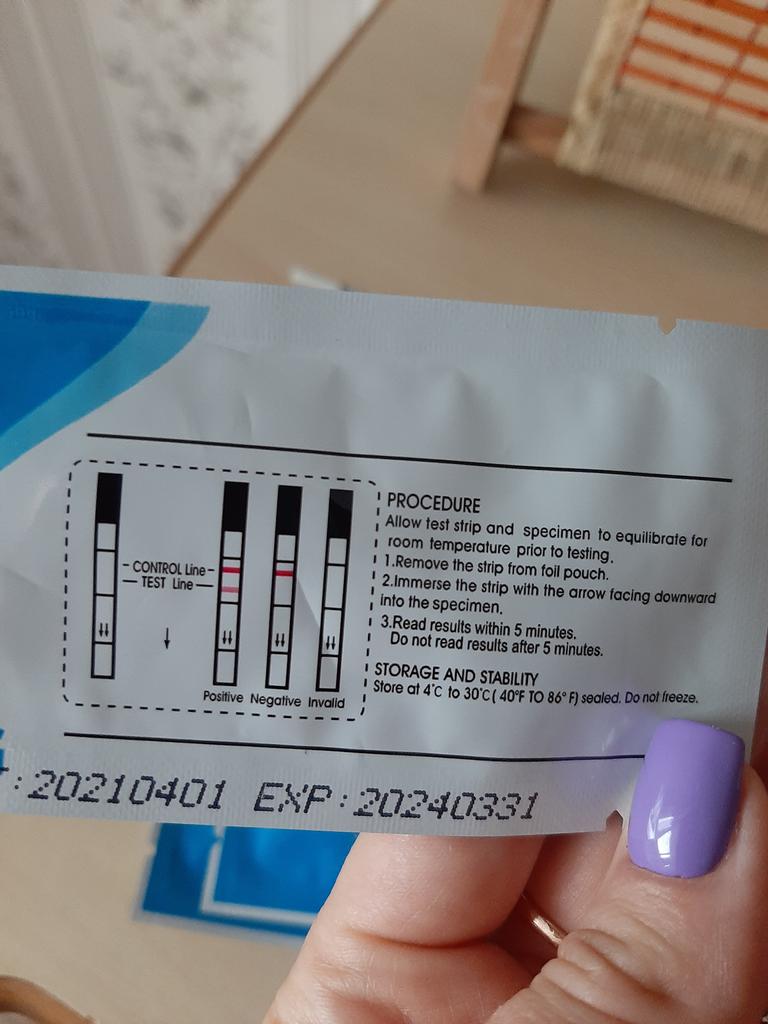 - CONTROL Line -
— TEST Line —
Positive Negative Invalid
PROCEDURE
Allow test strip and specimen to equilibrate for
room temperature prior to testing.
1.Remove the strip from foil pouch.
2.Immerse the strip with the arrow facing downward
into the specimen.
3.Read results within 5 minutes.
Do not read results after 5 minutes.
STORAGE AND STABILITY
Store at 4℃ to 30℃( 40°F TO 86° F) sealed. Do not freeze.
:20210401 EXP:20240331